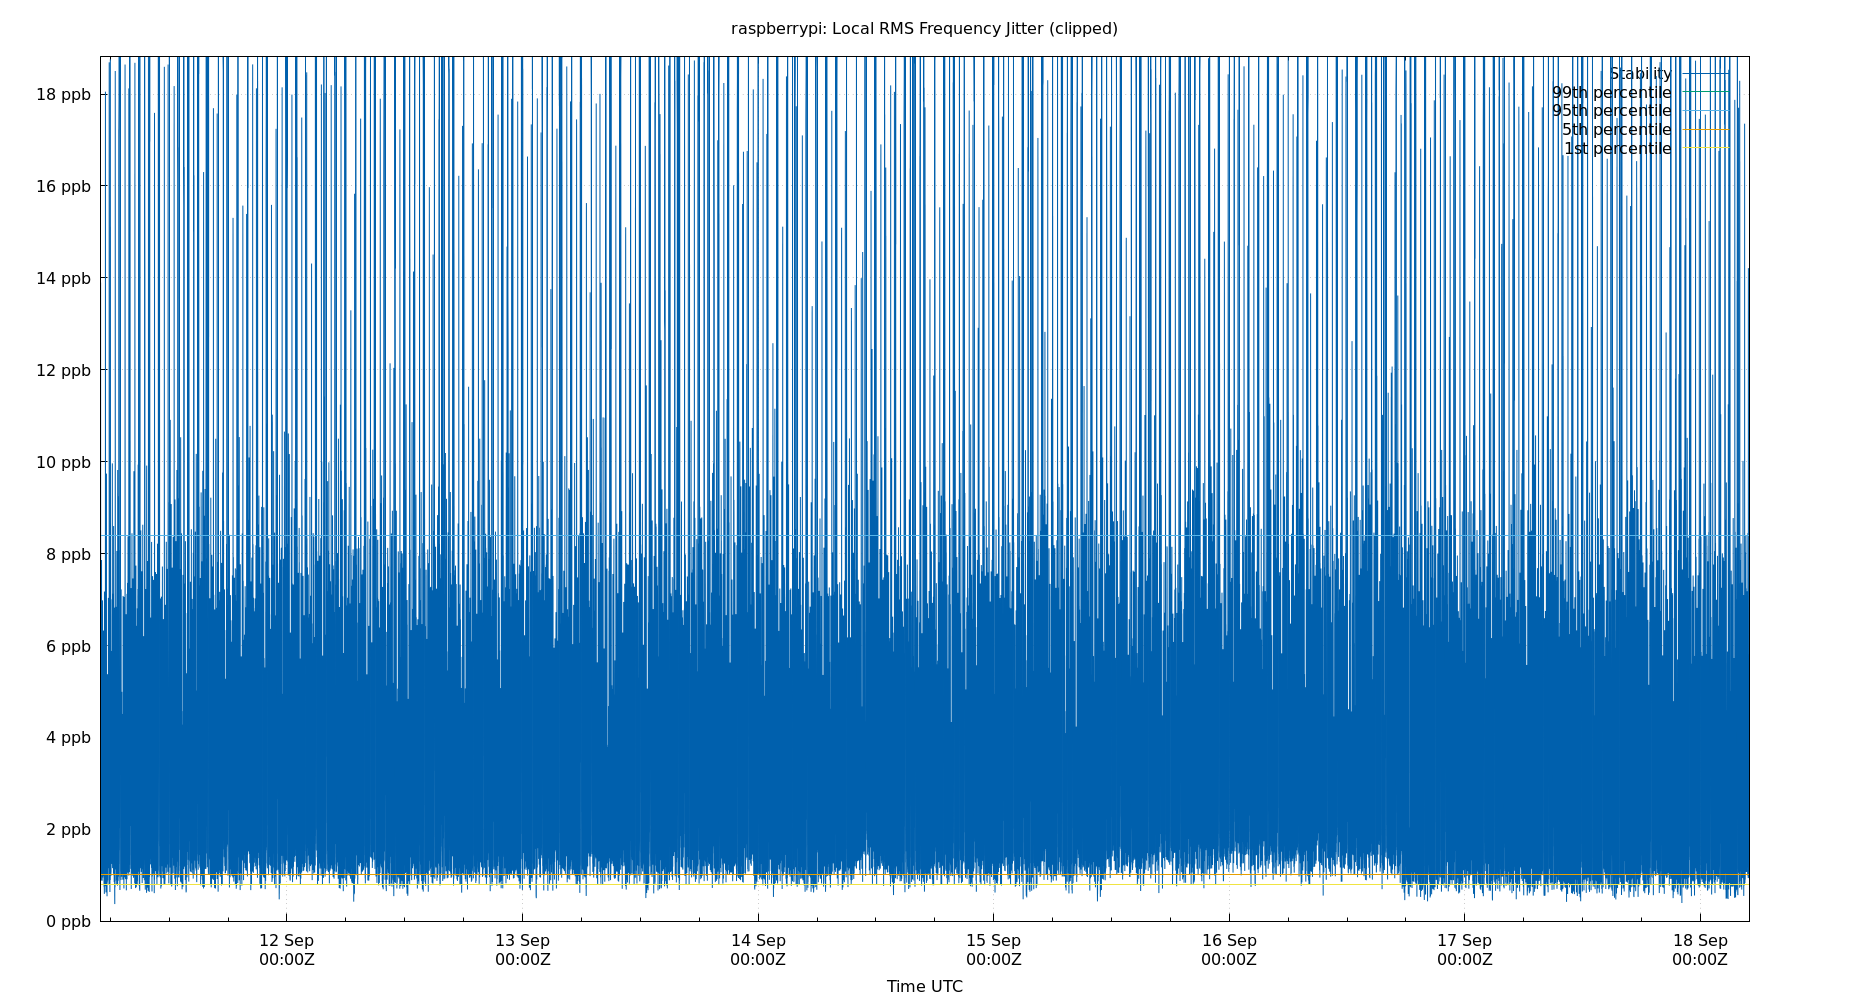 raspberrypi: Local RMS Frequency Jitter (clipped)
Stability
99th percentile
95th percentile
5th percentile
1st percentile
18 ppb
16 ppb
14 ppb
12 ppb
10 ppb
8 ppb
6 ppb
4 ppb
2 ppb
0 ppb
12 Sep 13 Sep 14 Sep 15 Sep 16 Sep 17 Sep 18 Sep
00:00Z 00:00Z 00:00Z 00:00Z 00:00Z 00:00Z 00:00Z
Time UTC